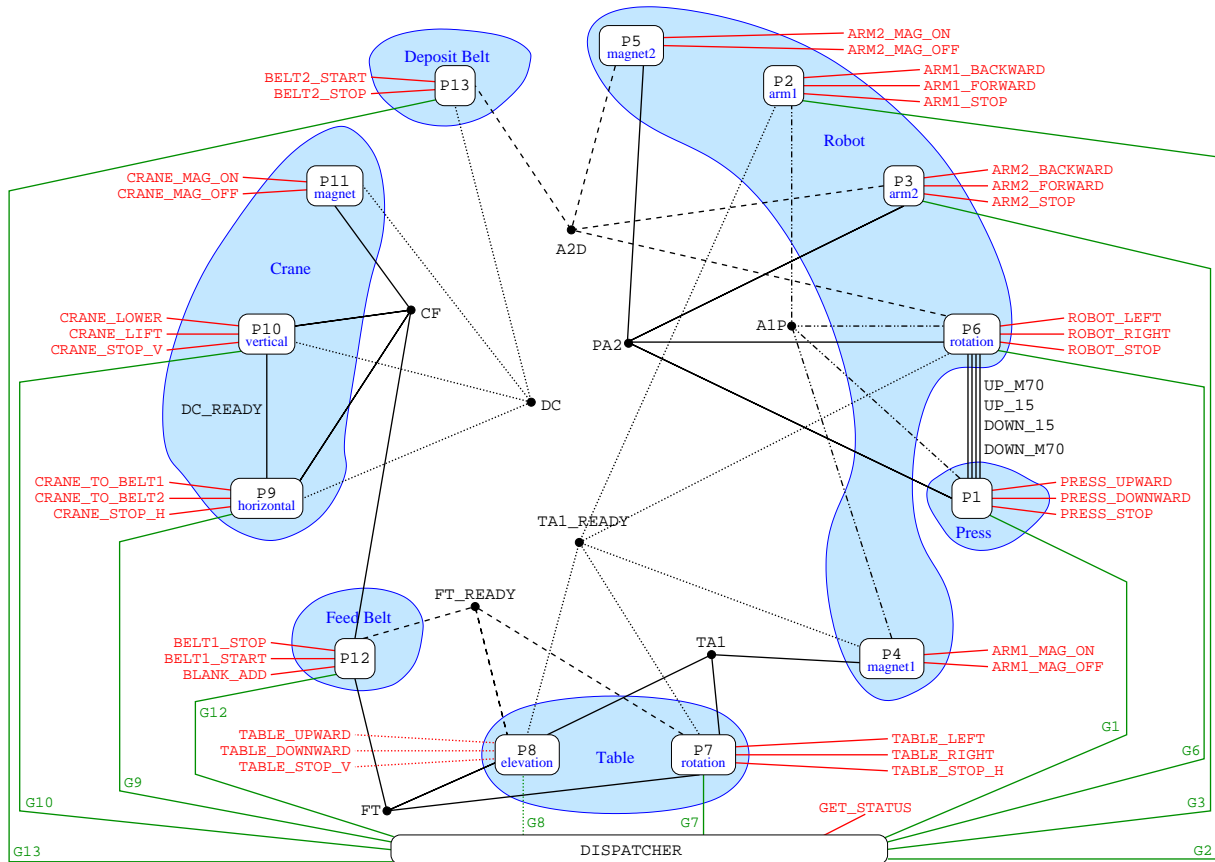 P5
magnet2
ARM2_MAG_ON
ARM2_MAG_OFF
Deposit Belt
P13
BELT2_START
BELT2_STOP
P2
arm1
ARM1_BACKWARD
ARM1_FORWARD
ARM1_STOP
Robot
P11
magnet
CRANE_MAG_ON
CRANE_MAG_OFF
P3
arm2
ARM2_BACKWARD
ARM2_FORWARD
ARM2_STOP
A2D
Crane
CF
CRANE_LOWER
CRANE_LIFT
CRANE_STOP_V
P10
vertical
A1P
PA2
P6
rotation
ROBOT_LEFT
ROBOT_RIGHT
ROBOT_STOP
UP_M70
UP_15
DOWN_15
DOWN_M70
DC_READY
DC
CRANE_TO_BELT1
CRANE_TO_BELT2
CRANE_STOP_H
P9
horizontal
P1
Press
PRESS_UPWARD
PRESS_DOWNWARD
PRESS_STOP
TA1_READY
FT_READY
Feed Belt
P12
BELT1_STOP
BELT1_START
BLANK_ADD
TA1
P4
magnet1
ARM1_MAG_ON
ARM1_MAG_OFF
G12
TABLE_UPWARD
TABLE_DOWNWARD
TABLE_STOP_V
P8
elevation
Table
P7
rotation
TABLE_LEFT
TABLE_RIGHT
TABLE_STOP_H
G1
G6
G9
G10
FT
G8
G7
GET_STATUS
G3
G13
DISPATCHER
G2